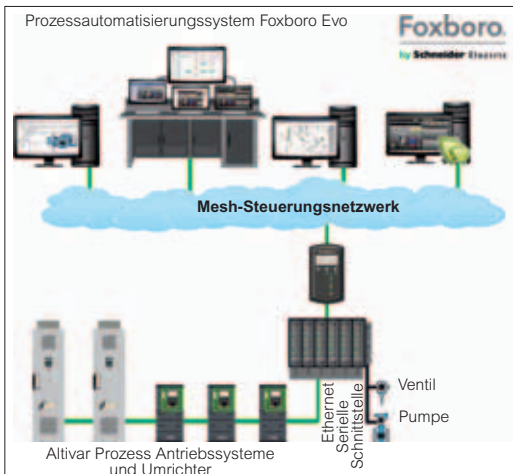 Prozessautomatisierungssystem Foxboro Evo
Foxboro.
by Schneider Electric
Mesh-Steuerungsnetzwerk
Ethernet
Serielle
Schnittstelle
Ventil
Pumpe
Altivar Prozess Antriebssysteme
und Umrichter